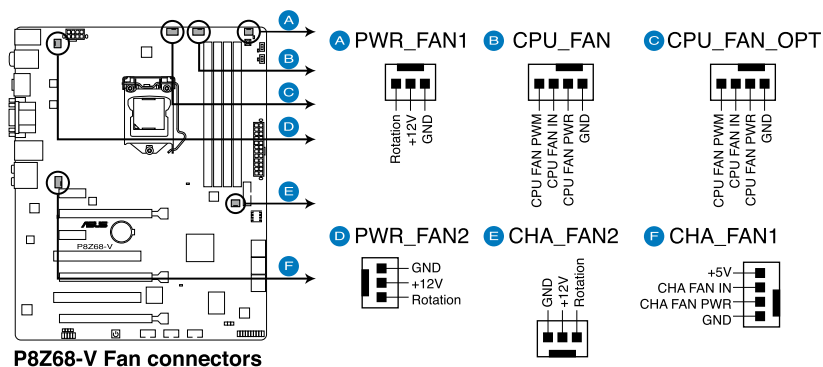 A
B
C
D
E
F
ASUS
P8Z68-V
P8Z68-V Fan connectors
A PWR_FAN1
Rotation
+12V
GND
B CPU_FAN
CPU FAN PWM
CPU FAN IN
CPU FAN PWR
GND
C CPU_FAN_OPT
CPU FAN PWM
CPU FAN IN
CPU FAN PWR
GND
D PWR_FAN2
GND
+12V
Rotation
E CHA_FAN2
GND
+12V
Rotation
F CHA_FAN1
+5V
CHA FAN IN
CHA FAN PWR
GND